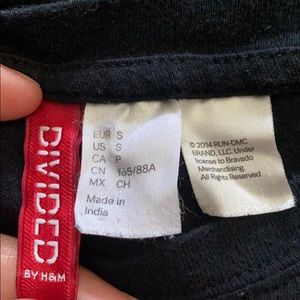 DIVIDED
BY H&M
EUR S
US S
CA P
CN 165/88A
MX CH
Made in
India
© 2014 RUN-DMC
BRAND, LLC. Under
license to Bravado
Merchandising.
All Rights Reserved